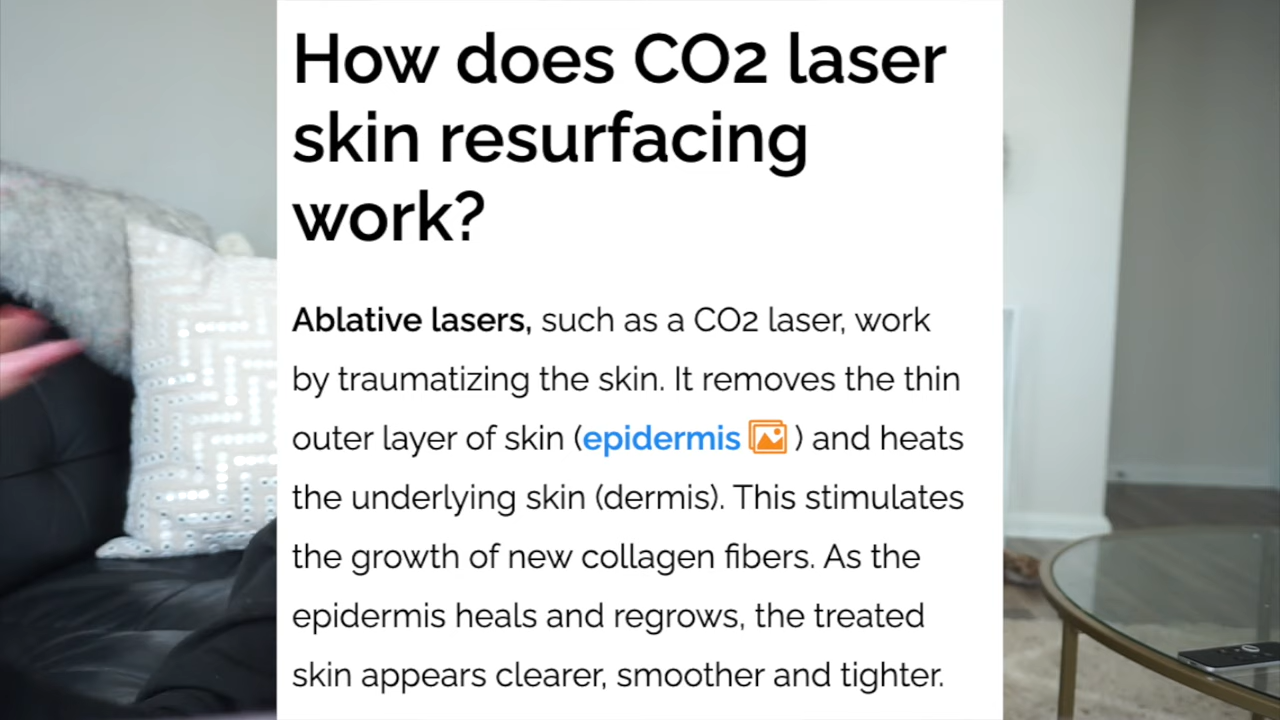 How does CO2 laser
skin resurfacing
work?
Ablative lasers, such as a CO2 laser, work
by traumatizing the skin. It removes the thin
outer layer of skin (epidermis ) and heats
the underlying skin (dermis). This stimulates
the growth of new collagen fibers. As the
epidermis heals and regrows, the treated
skin appears clearer, smoother and tighter.